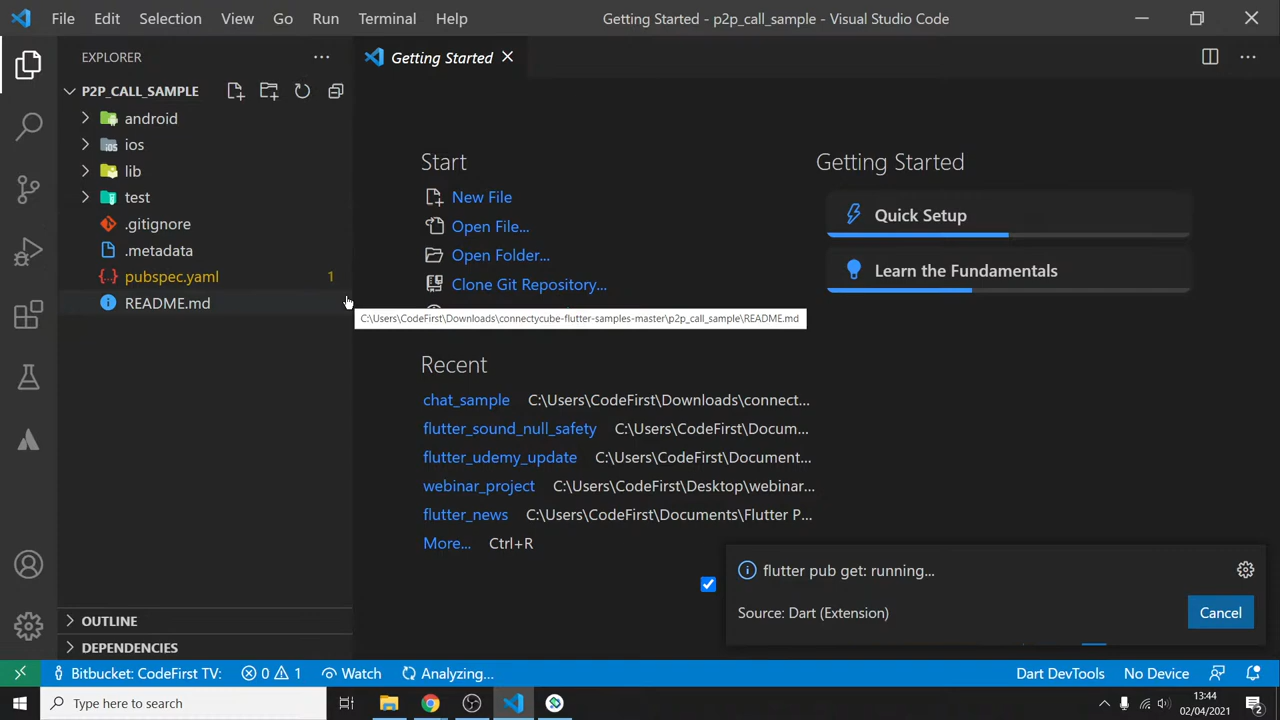 File Edit Selection View Go Run Terminal Help Getting Started - p2p_call_sample - Visual Studio Code
EXPLORER
Getting Started
P2P_CALL_SAMPLE
android
ios
lib
test
.gitignore
.metadata
pubspec.yaml 1
README.md
Start
New File
Open File...
Open Folder...
Clone Git Repository...
C:\Users\CodeFirst\Downloads\connectycube-flutter-samples-master\p2p_call_sample\README.md
Recent
chat_sample C:\Users\CodeFirst\Downloads\connect...
flutter_sound_null_safety C:\Users\CodeFirst\Docum...
flutter_udemy_update C:\Users\CodeFirst\Document...
webinar_project C:\Users\CodeFirst\Desktop\webinar...
flutter_news C:\Users\CodeFirst\Documents\Flutter P...
More... Ctrl+R
Getting Started
Quick Setup
Learn the Fundamentals
flutter pub get: running...
Source: Dart (Extension) Cancel
OUTLINE
DEPENDENCIES
Bitbucket: CodeFirst TV: 0 1 Watch Analyzing... Dart DevTools No Device
Type here to search
13:44
02/04/2021
2